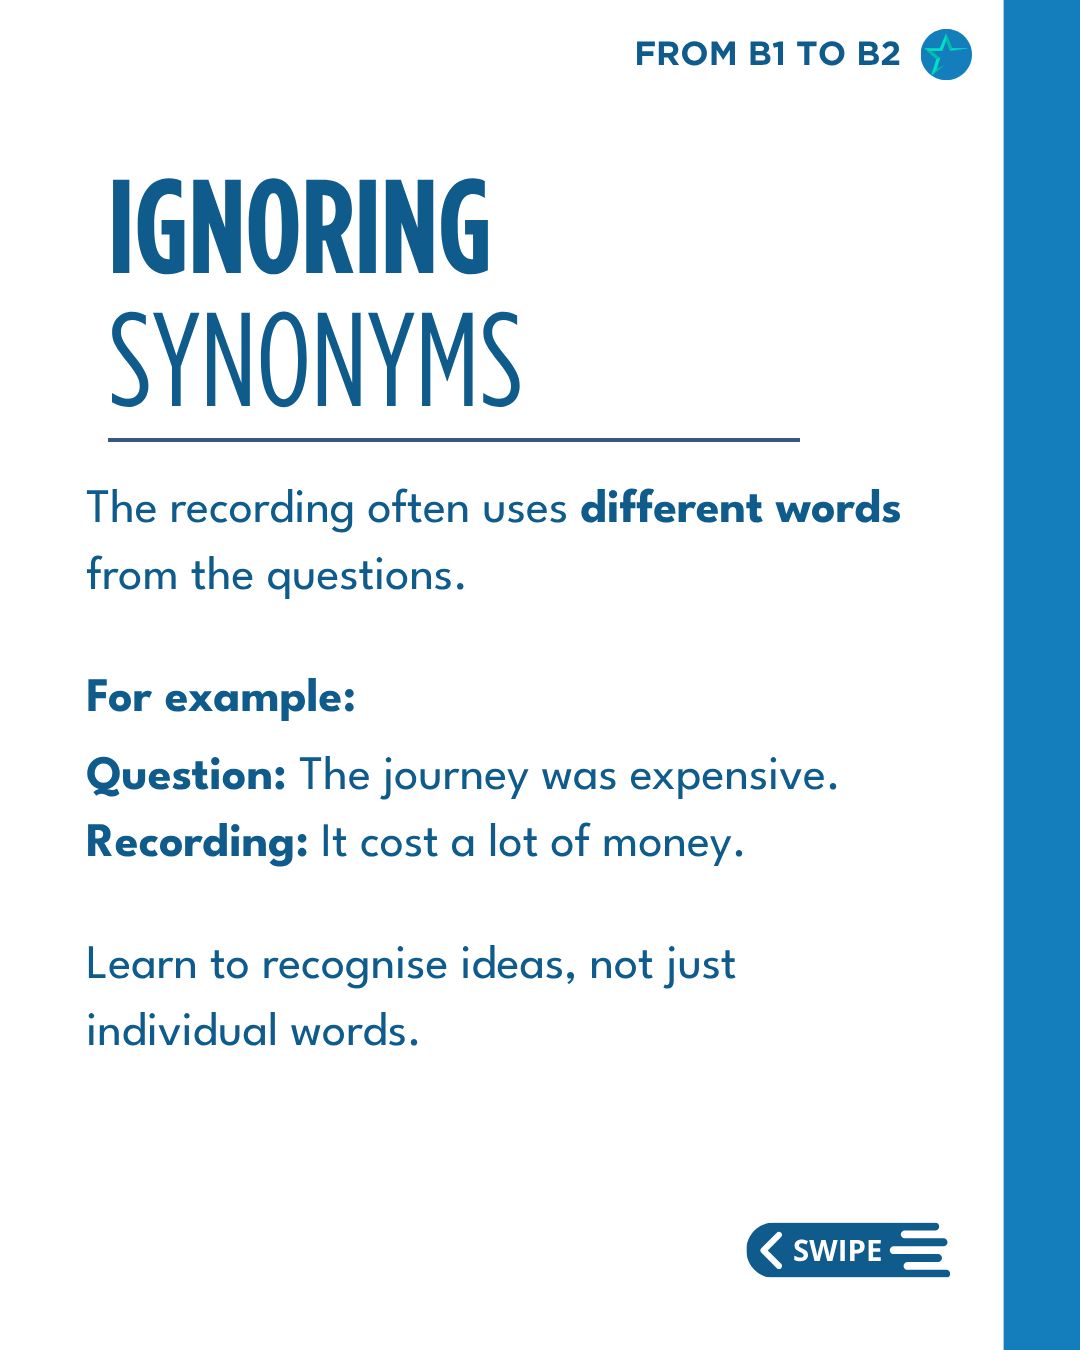 FROM B1 TO B2
IGNORING
SYNONYMS
The recording often uses different words
from the questions.
For example:
Question: The journey was expensive.
Recording: It cost a lot of money.
Learn to recognise ideas, not just
individual words.
SWIPE